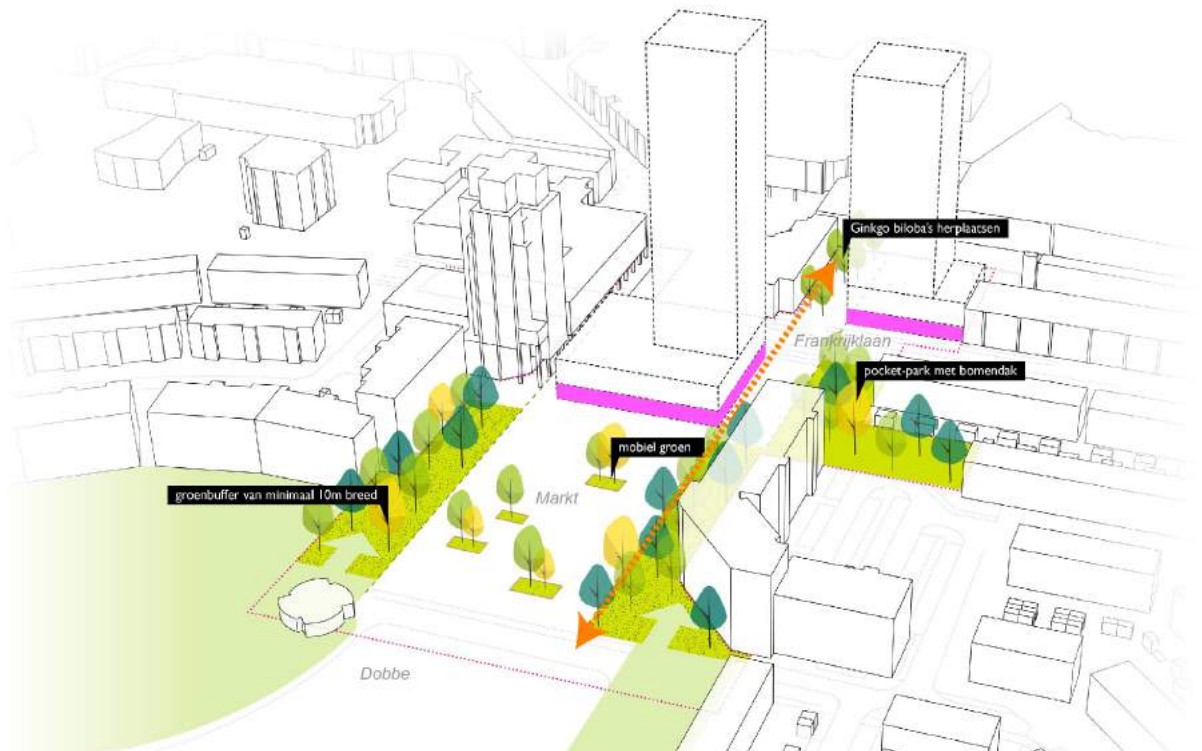 Ginkgo biloba's herplaatsen
Frankrijklaan
pocket-park met bomendak
mobiel groen
Markt
groenbuffer van minimaal 10m breed
Dobbe